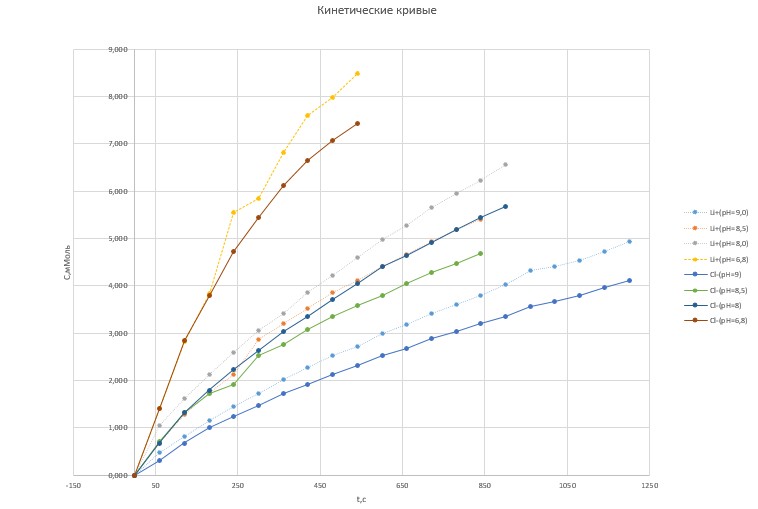 Кинетические кривые
9,000
8,000
7,000
6,000
5,000
4,000
3,000
2,000
1,000
0,000
С,мМоль
-150
50
250
450
650
850
1050
1250
t,c
Li+(pH=9,0)
Li+(pH=8,5)
Li+(pH=8,0)
Li+(pH=6,8)
Cl-(pH=9)
Cl-(pH=8,5)
Cl-(pH=8)
Cl-(pH=6,8)